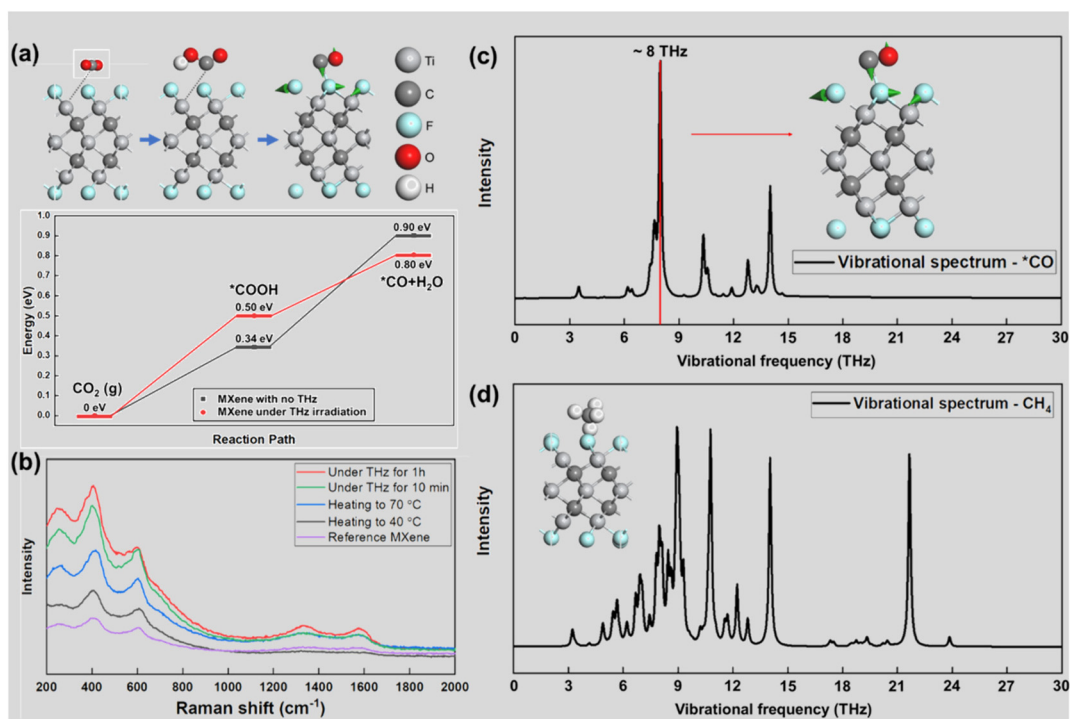 (a)
Ti
C
F
O
H
Energy (eV)
1.0
0.9
0.8
0.7
0.6
0.5
0.4
0.3
0.2
0.1
0.0
CO₂ (g)
0 eV
*COOH
0.50 eV
0.34 eV
0.90 eV
0.80 eV
*CO+H₂O
MXene with no THz
MXene under THz irradiation
Reaction Path
(b)
Intensity
Under THz for 1h
Under THz for 10 min
Heating to 70 °C
Heating to 40 °C
Reference MXene
200 400 600 800 1000 1200 1400 1600 1800 2000
Raman shift (cm⁻¹)
(c)
~ 8 THz
Intensity
Vibrational spectrum - *CO
0 3 6 9 12 15 18 21 24 27 30
Vibrational frequency (THz)
(d)
Intensity
Vibrational spectrum - CH₄
0 3 6 9 12 15 18 21 24 27 30
Vibrational frequency (THz)